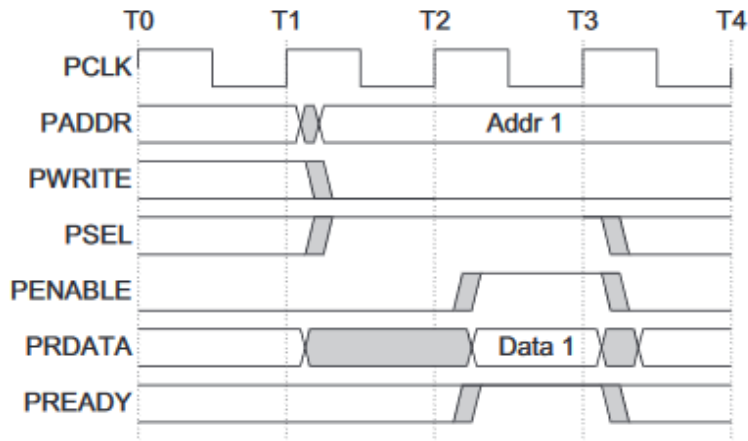 T0 T1 T2 T3 T4
PCLK
PADDR Addr 1
PWRITE
PSEL
PENABLE
PRDATA Data 1
PREADY